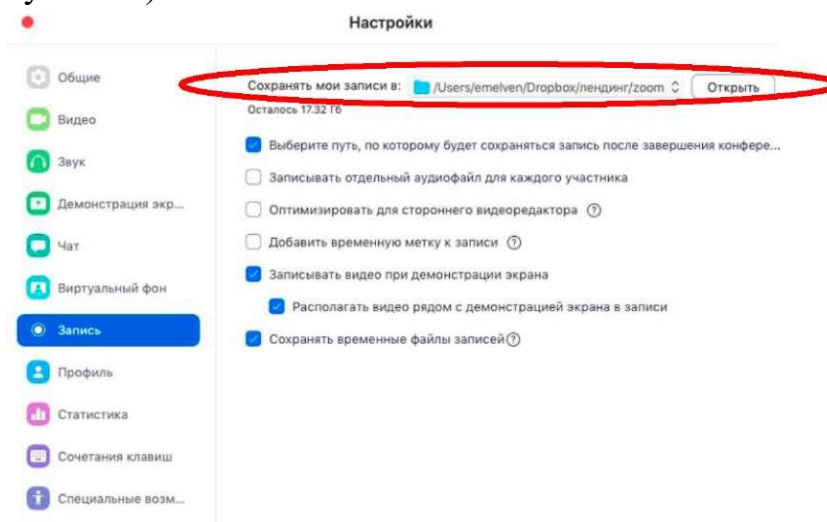 Настройки
Общие
Видео
Звук
Демонстрация экр...
Чат
Виртуальный фон
Запись
Профиль
Статистика
Сочетания клавиш
Специальные возм...
Сохранять мои записи в: /Users/emelven/Dropbox/лендинг/zoom Открыть
Осталось 17.32 Гб
Выберите путь, по которому будет сохраняться запись после завершения конфере...
Записывать отдельный аудиофайл для каждого участника
Оптимизировать для стороннего видеоредактора ?
Добавить временную метку к записи ?
Записывать видео при демонстрации экрана
Располагать видео рядом с демонстрацией экрана в записи
Сохранять временные файлы записей ?